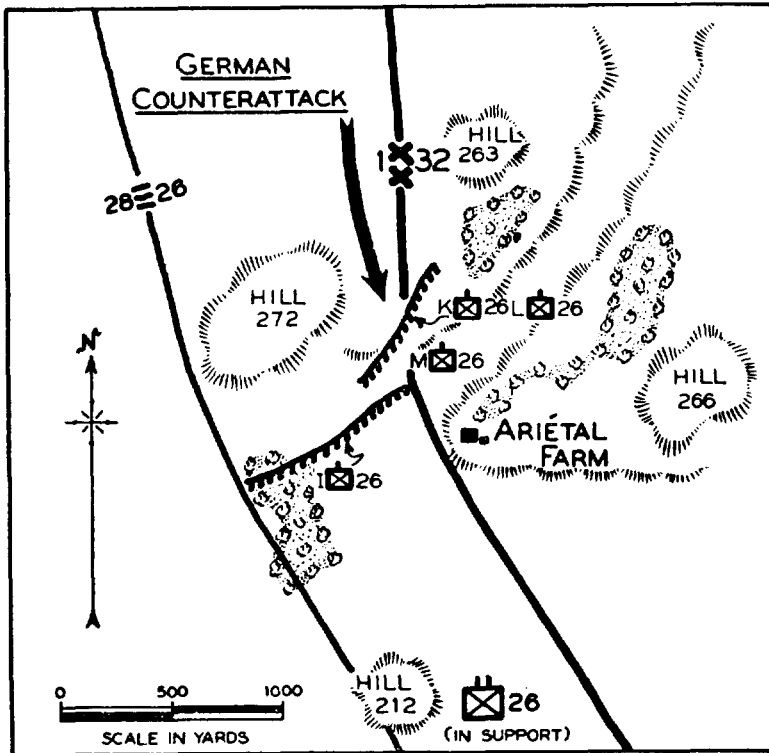 GERMAN
COUNTERATTACK
1 32
HILL
263
28 26
HILL
272
N
K 26 L 26
M 26
HILL
266
ARIÉTAL
FARM
I 26
HILL
212
26
(IN SUPPORT)
0 500 1000
SCALE IN YARDS